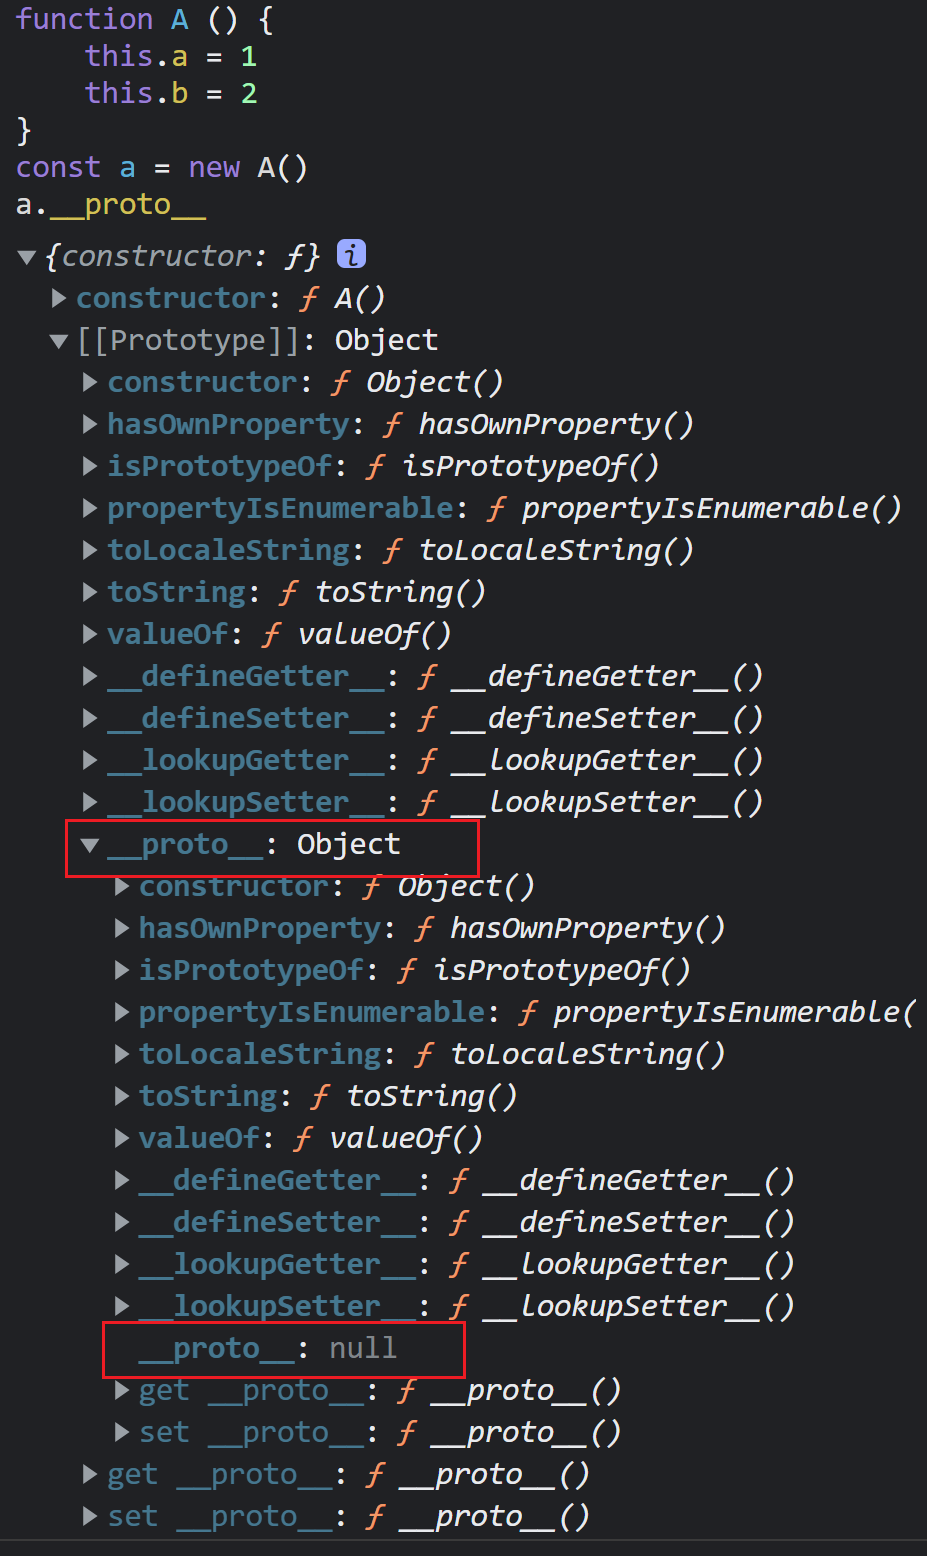 function A () {
this.a = 1
this.b = 2
}
const a = new A()
a.__proto__
▼{constructor: ƒ} i
▶constructor: ƒ A()
▼[[Prototype]]: Object
▶constructor: ƒ Object()
▶hasOwnProperty: ƒ hasOwnProperty()
▶isPrototypeOf: ƒ isPrototypeOf()
▶propertyIsEnumerable: ƒ propertyIsEnumerable()
▶toLocaleString: ƒ toLocaleString()
▶toString: ƒ toString()
▶valueOf: ƒ valueOf()
▶__defineGetter__: ƒ __defineGetter__()
▶__defineSetter__: ƒ __defineSetter__()
▶__lookupGetter__: ƒ __lookupGetter__()
▶__lookupSetter__: ƒ __lookupSetter__()
▼__proto__: Object
▶constructor: ƒ Object()
▶hasOwnProperty: ƒ hasOwnProperty()
▶isPrototypeOf: ƒ isPrototypeOf()
▶propertyIsEnumerable: ƒ propertyIsEnumerable(
▶toLocaleString: ƒ toLocaleString()
▶toString: ƒ toString()
▶valueOf: ƒ valueOf()
▶__defineGetter__: ƒ __defineGetter__()
▶__defineSetter__: ƒ __defineSetter__()
▶__lookupGetter__: ƒ __lookupGetter__()
▶__lookupSetter__: ƒ __lookupSetter__()
__proto__: null
▶get __proto__: ƒ __proto__()
▶set __proto__: ƒ __proto__()
▶get __proto__: ƒ __proto__()
▶set __proto__: ƒ __proto__()